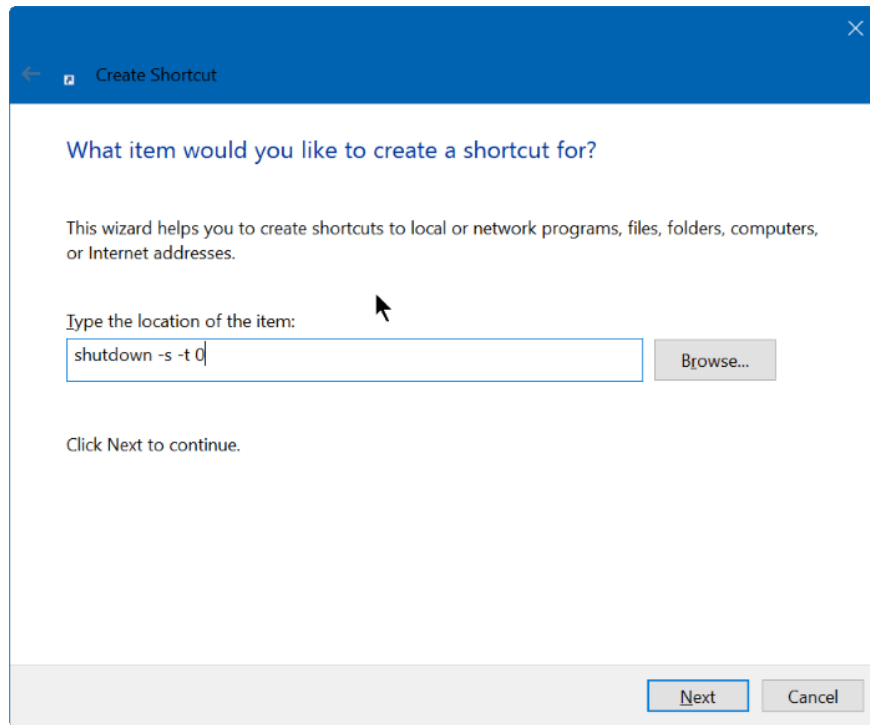 Create Shortcut
What item would you like to create a shortcut for?
This wizard helps you to create shortcuts to local or network programs, files, folders, computers,
or Internet addresses.
Type the location of the item:
shutdown -s -t 0
Browse...
Click Next to continue.
Next
Cancel